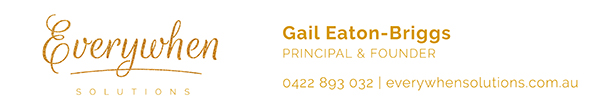 Everywhen
SOLUTIONS
Gail Eaton-Briggs
PRINCIPAL & FOUNDER
0422 893 032 | everywhensolutions.com.au